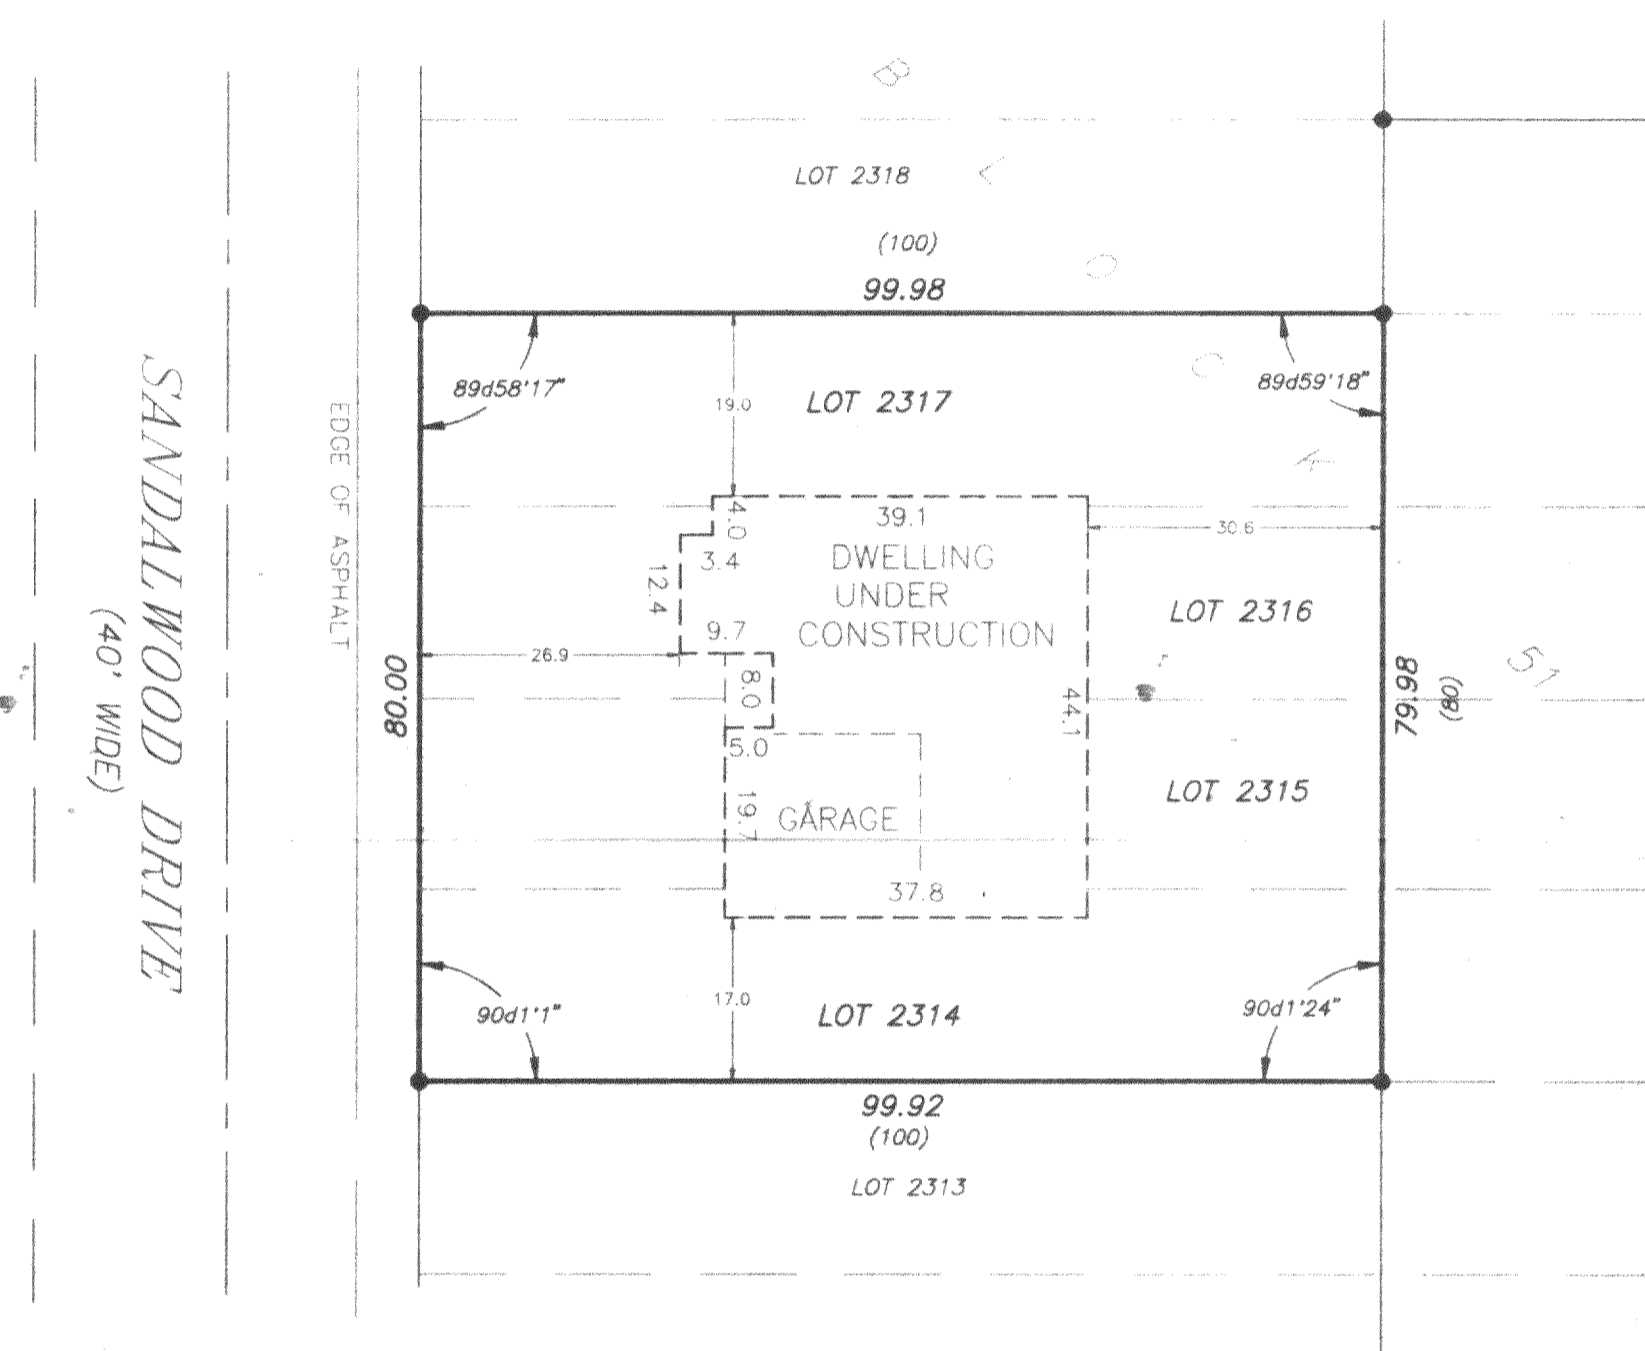 B
LOT 2318
(100)
99.98
89d58'17"
19.0
LOT 2317
89d59'18"
SANDALWOOD DRIVE
(40' WIDE)
EDGE OF ASPHALT
4.0
39.1
30.6
3.4
DWELLING
UNDER
CONSTRUCTION
12.4
LOT 2316
9.7
26.9
80.00
8.0
44.1
79.98
(80)
51
5.0
LOT 2315
19.7
GARAGE
37.8
90d1'1"
17.0
LOT 2314
90d1'24"
99.92
(100)
LOT 2313